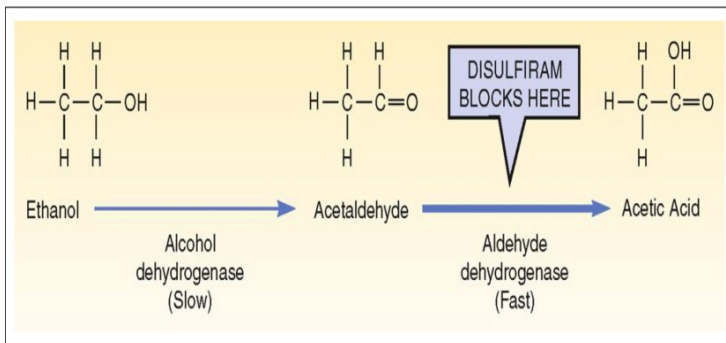 H H
H—C—C—OH
H H
H H
H—C—C=O
H
DISULFIRAM
BLOCKS HERE
H OH
H—C—C=O
H
Ethanol
Acetaldehyde
Acetic Acid
Alcohol
dehydrogenase
(Slow)
Aldehyde
dehydrogenase
(Fast)